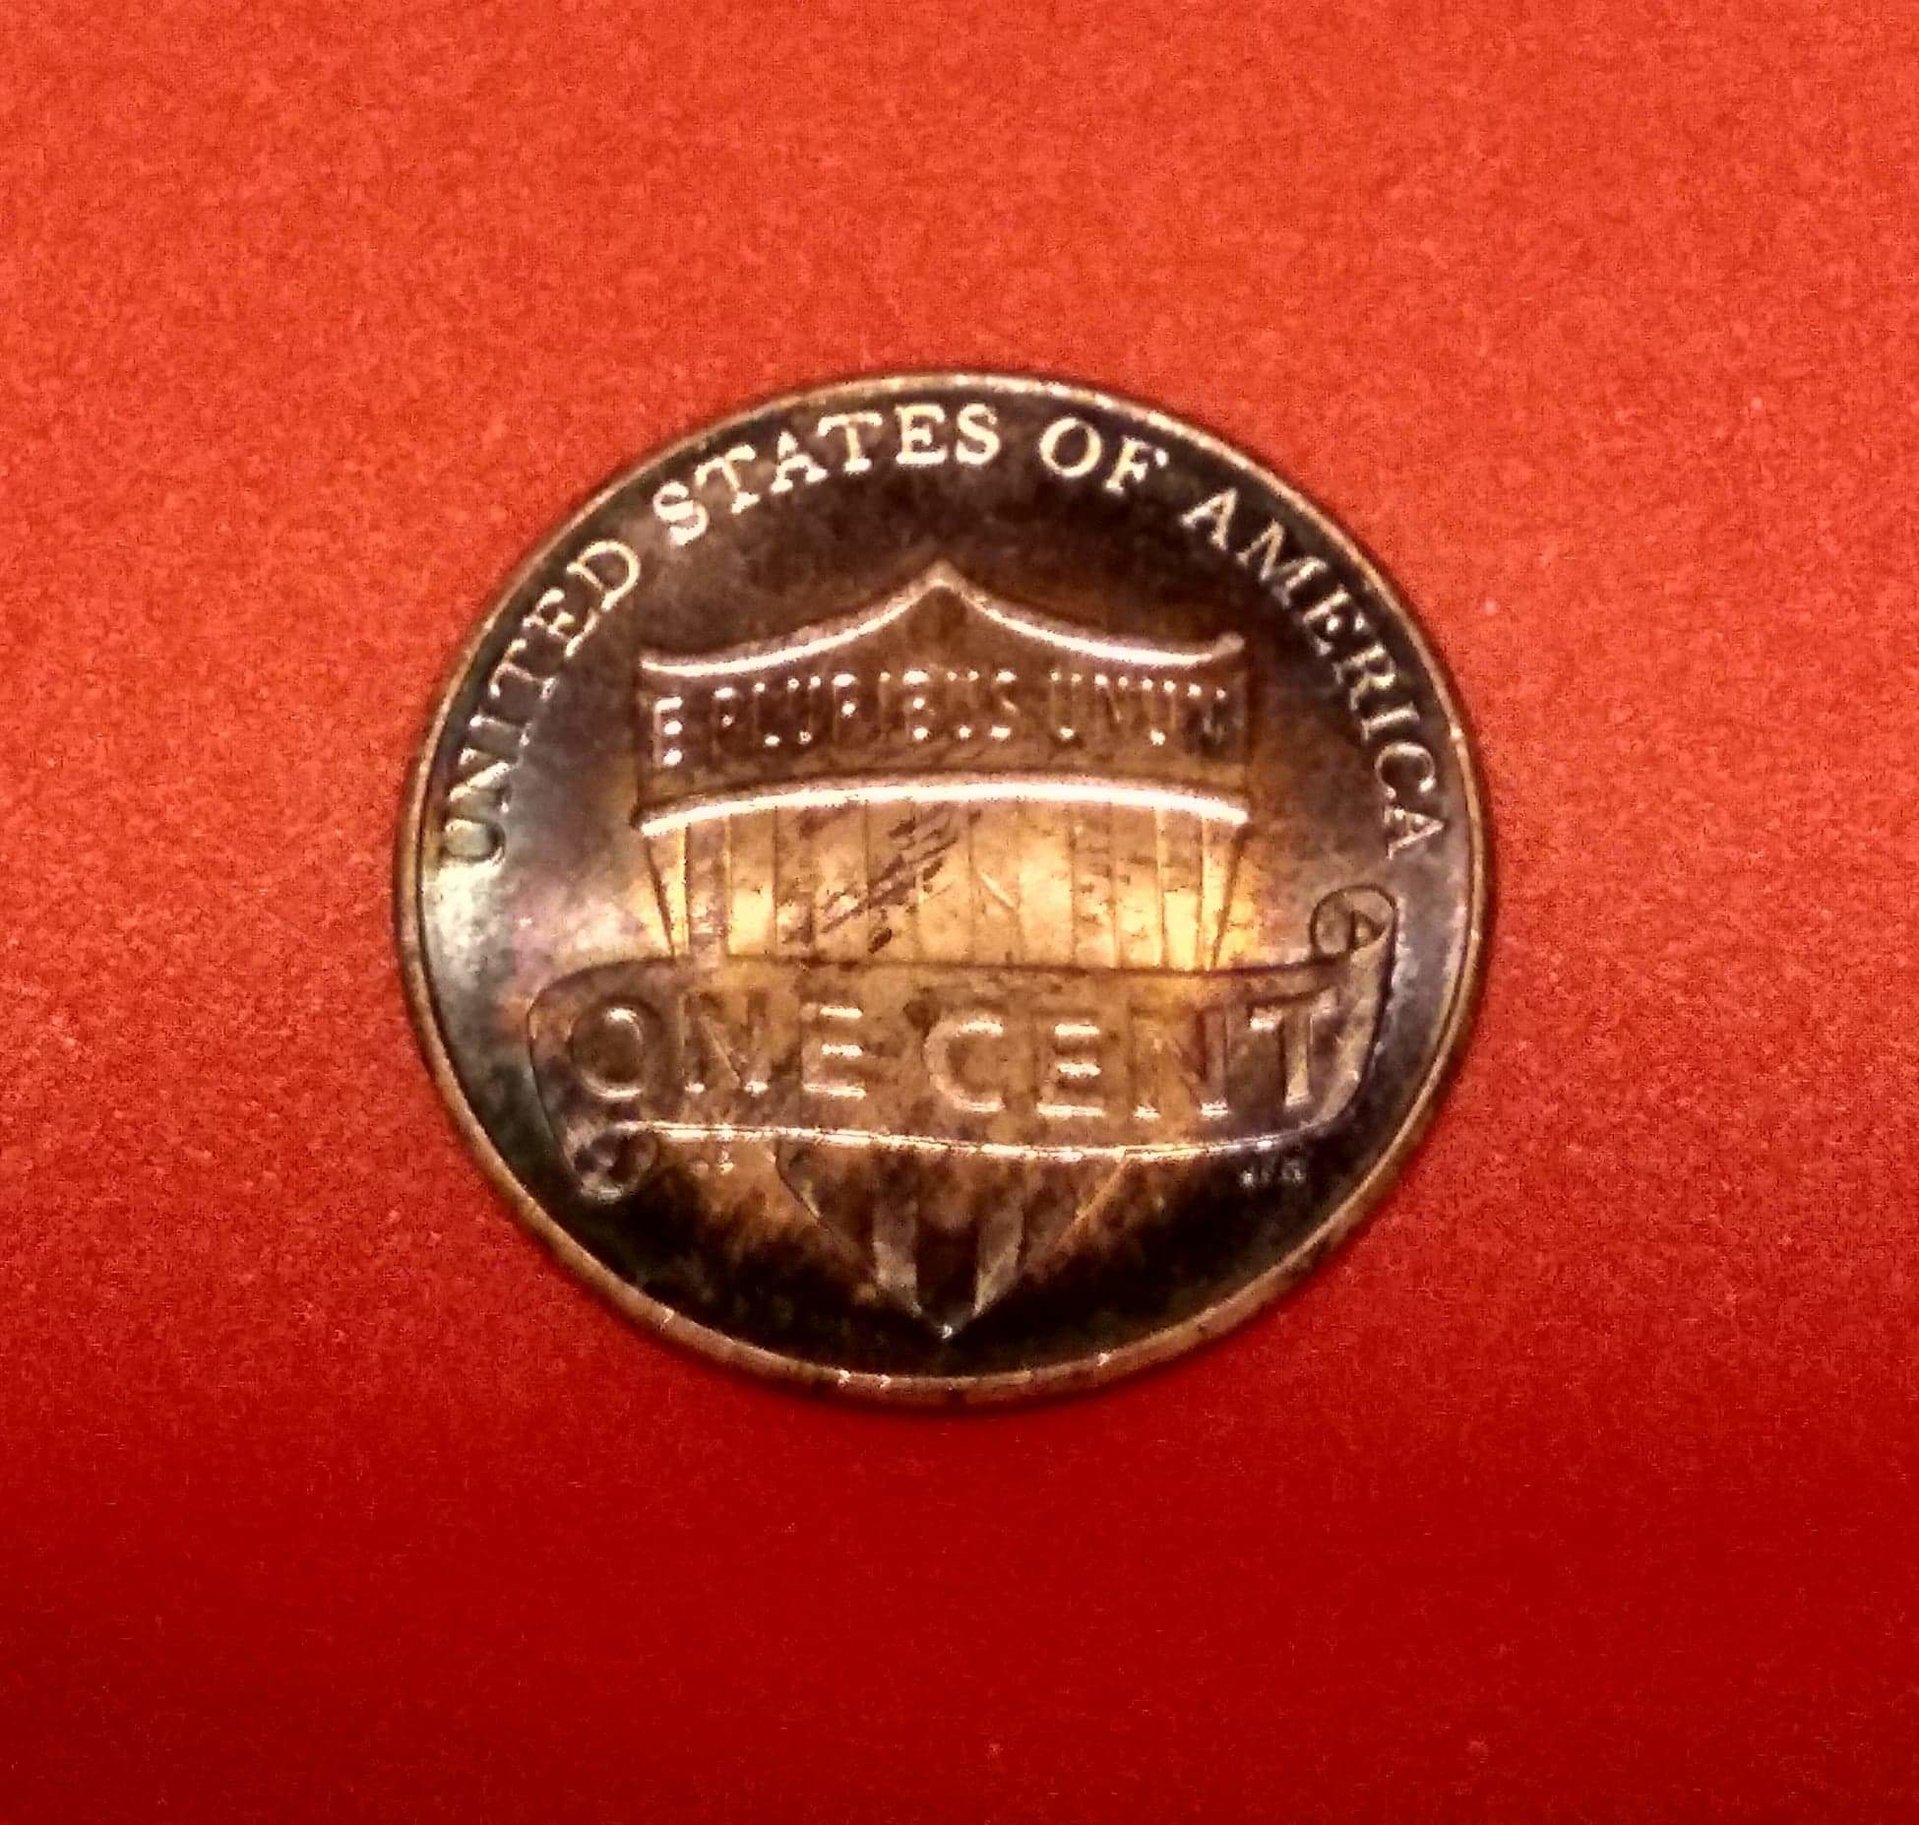 UNITED STATES OF AMERICA
E PLURIBUS UNUM
ONE CENT